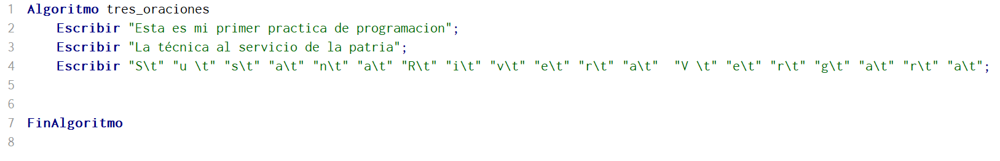 1 Algoritmo tres_oraciones
2 Escribir "Esta es mi primer practica de programacion";
3 Escribir "La técnica al servicio de la patria";
4 Escribir "S\t" "u \t" "s\t" "a\t" "n\t" "a\t" "R\t" "i\t" "v\t" "e\t" "r\t" "a\t"  "V \t" "e\t" "r\t" "g\t" "a\t" "r\t" "a\t";
5
6
7 FinAlgoritmo
8